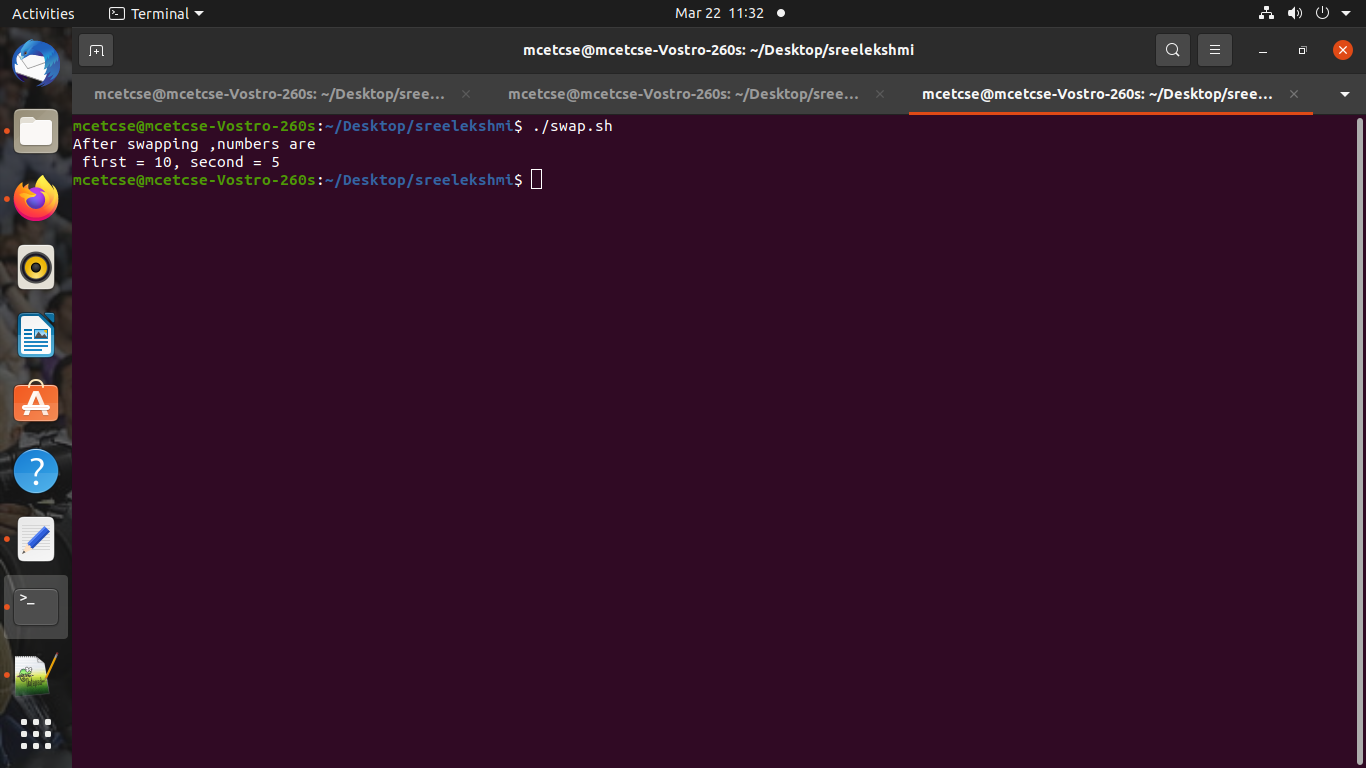 Activities
Terminal
Mar 22 11:32
mcetcse@mcetcse-Vostro-260s: ~/Desktop/sreelekshmi
mcetcse@mcetcse-Vostro-260s: ~/Desktop/sree...
mcetcse@mcetcse-Vostro-260s: ~/Desktop/sree...
mcetcse@mcetcse-Vostro-260s: ~/Desktop/sree...
mcetcse@mcetcse-Vostro-260s:~/Desktop/sreelekshmi$ ./swap.sh
After swapping ,numbers are
 first = 10, second = 5
mcetcse@mcetcse-Vostro-260s:~/Desktop/sreelekshmi$